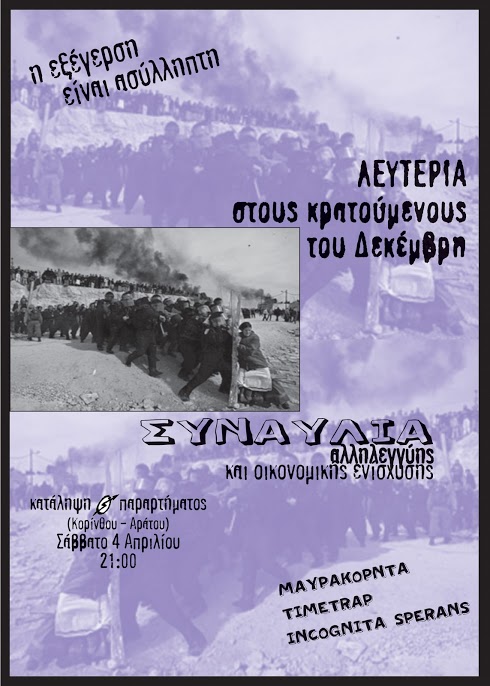 η εξέγερση
είναι ασύλληπτη
ΛΕΥΤΕΡΙΑ
στους κρατούμενους
του Δεκέμβρη
ΣΥΝΑΥΛΙΑ
αλληλεγγύης
και οικονομικής ενίσχυσης
κατάληψη παραρτήματος
(Κορίνθου - Αράτου)
Σάββατο 4 Απριλίου
21:00
ΜΑΥΡΑΚΟΡΝΤΑ
TIMETRAP
INCOGNITA SPERANS